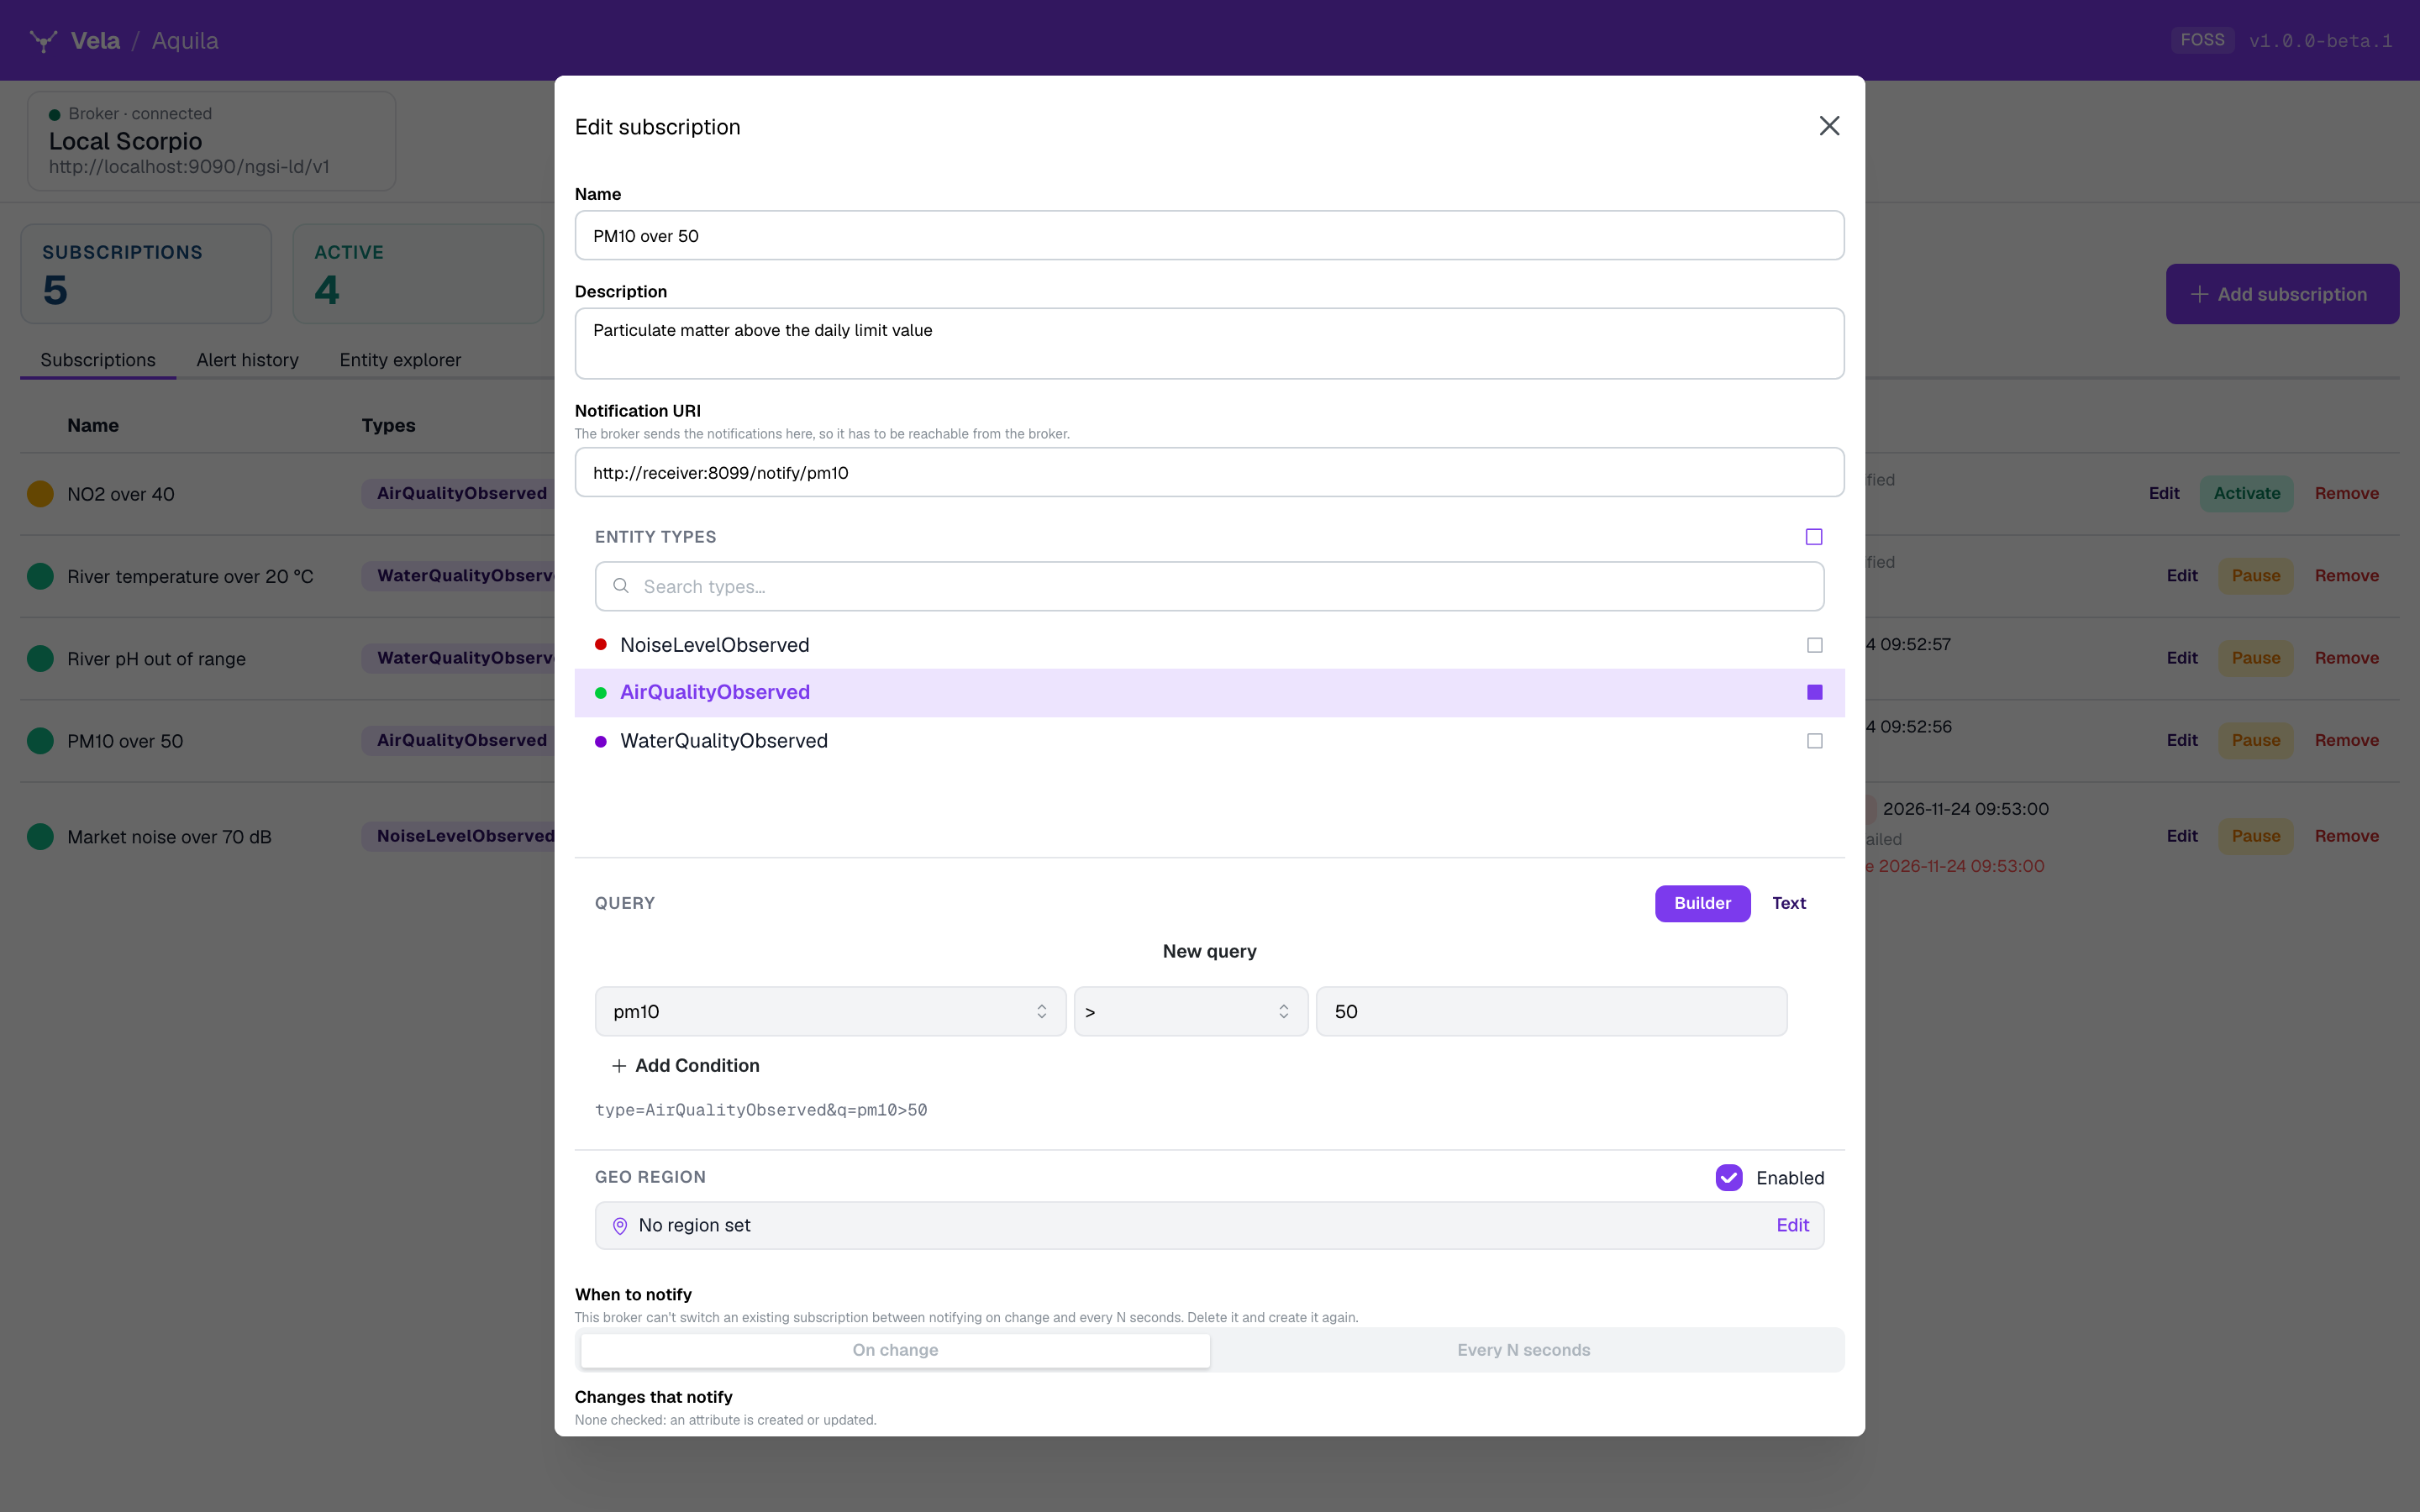 Vela / Aquila
FOSS v1.0.0-beta.1
Broker · connected
Local Scorpio
http://localhost:9090/ngsi-ld/v1
SUBSCRIPTIONS
5
ACTIVE
4
+ Add subscription
Subscriptions Alert history Entity explorer
Name Types
NO2 over 40 AirQualityObserved Edit Activate Remove
River temperature over 20 °C Edit Pause Remove
River pH out of range 09:52:57 Edit Pause Remove
PM10 over 50 AirQualityObserved 09:52:56 Edit Pause Remove
Market noise over 70 dB NoiseLevelObserved 2026-11-24 09:53:00 Edit Pause Remove
2026-11-24 09:53:00
Edit subscription
Name
PM10 over 50
Description
Particulate matter above the daily limit value
Notification URI
The broker sends the notifications here, so it has to be reachable from the broker.
http://receiver:8099/notify/pm10
ENTITY TYPES
Search types...
NoiseLevelObserved
AirQualityObserved
WaterQualityObserved
QUERY Builder Text
New query
pm10 > 50
+ Add Condition
type=AirQualityObserved&q=pm10>50
GEO REGION Enabled
No region set Edit
When to notify
This broker can't switch an existing subscription between notifying on change and every N seconds. Delete it and create it again.
On change Every N seconds
Changes that notify
None checked: an attribute is created or updated.